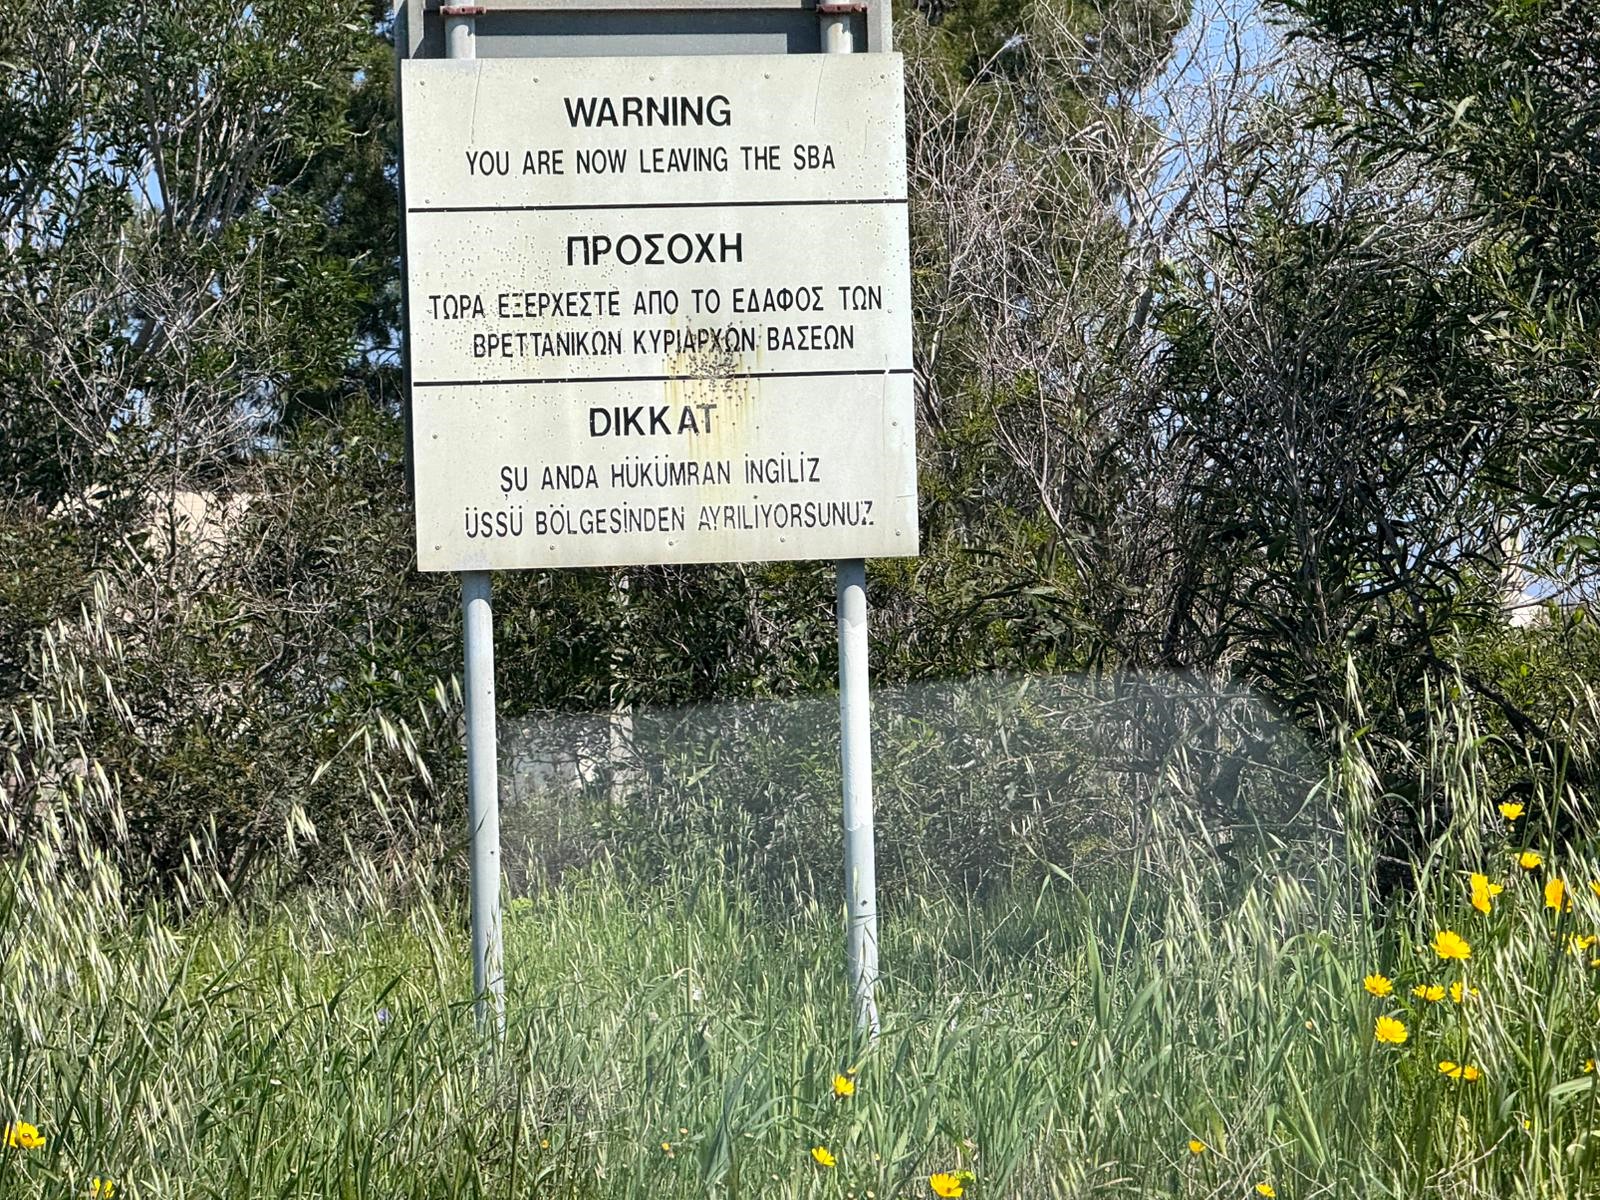 WARNING
YOU ARE NOW LEAVING THE SBA
ΠΡΟΣΟΧΗ
ΤΩΡΑ ΕΞΕΡΧΕΣΤΕ ΑΠΟ ΤΟ ΕΔΑΦΟΣ ΤΩΝ
ΒΡΕΤΤΑΝΙΚΩΝ ΚΥΡΙΑΡΧΩΝ ΒΑΣΕΩΝ
DIKKAT
ŞU ANDA HÜKÜMRAN İNGİLİZ
ÜSSÜ BÖLGESİNDEN AYRILIYORSUNUZ